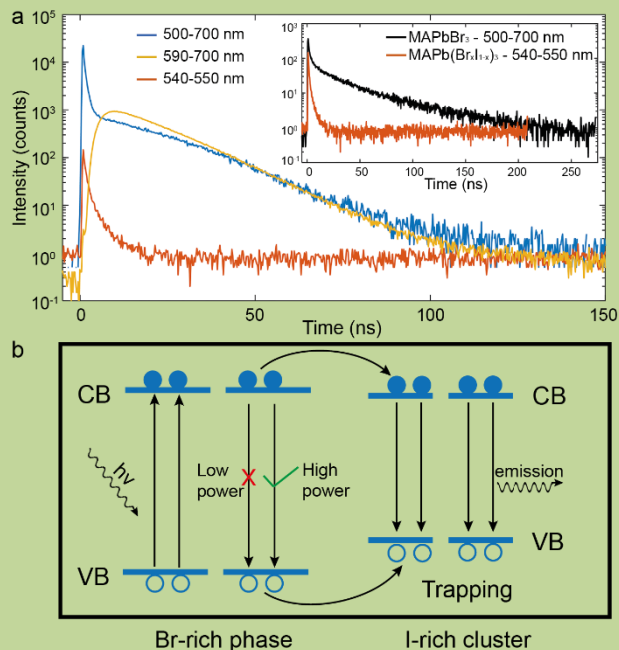 a
10⁵
10⁴
10³
10²
10¹
10⁰
10⁻¹
Intensity (counts)
500-700 nm
590-700 nm
540-550 nm
0
50
100
150
Time (ns)
10³
10²
10¹
10⁰
10⁻¹
MAPbBr₃ - 500-700 nm
MAPb(BrₓI₁₋ₓ)₃ - 540-550 nm
0
50
100
150
200
250
Time (ns)
b
CB
CB
hv
Low
power
X
High
power
emission
VB
VB
Trapping
Br-rich phase
I-rich cluster